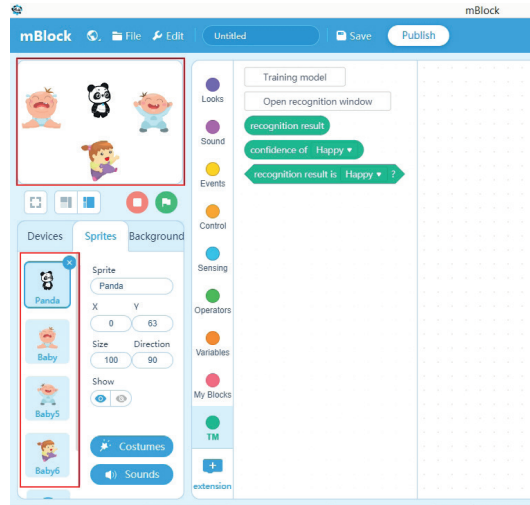 mBlock
mBlock File Edit Untitled Save Publish
Looks
Sound
Events
Control
Sensing
Operators
Variables
My Blocks
TM
extension
Training model
Open recognition window
recognition result
confidence of Happy
recognition result is Happy ?
Devices Sprites Background
Panda
Baby
Baby5
Baby6
Sprite
Panda
X Y
0 63
Size Direction
100 90
Show
Costumes
Sounds